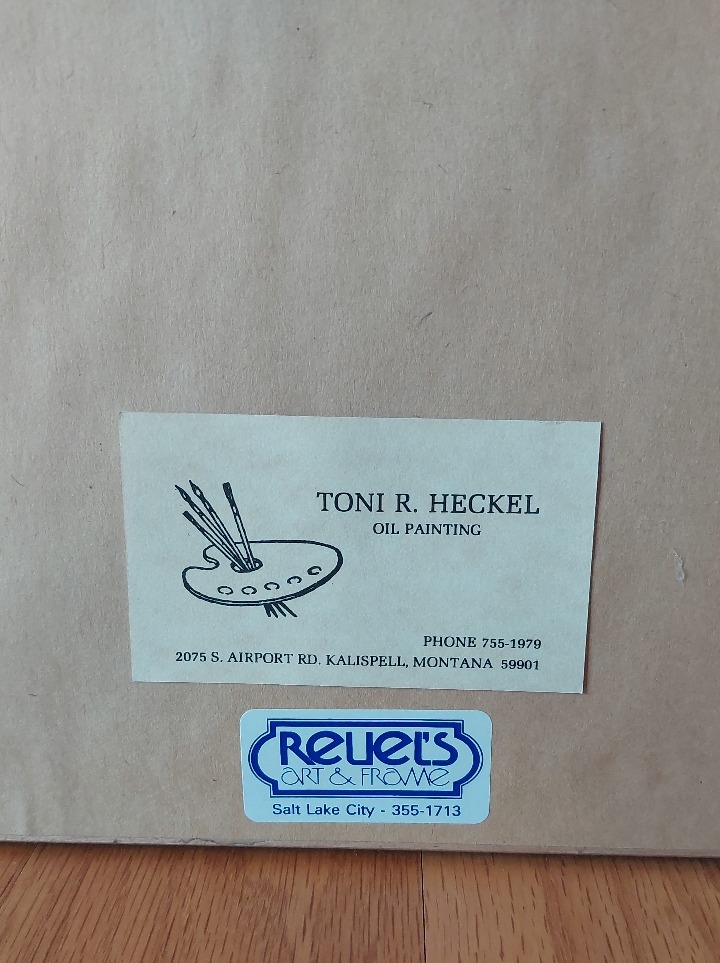 TONI R. HECKEL
OIL PAINTING
PHONE 755-1979
2075 S. AIRPORT RD. KALISPELL, MONTANA 59901
REUEL'S
ART & FRAME
Salt Lake City - 355-1713